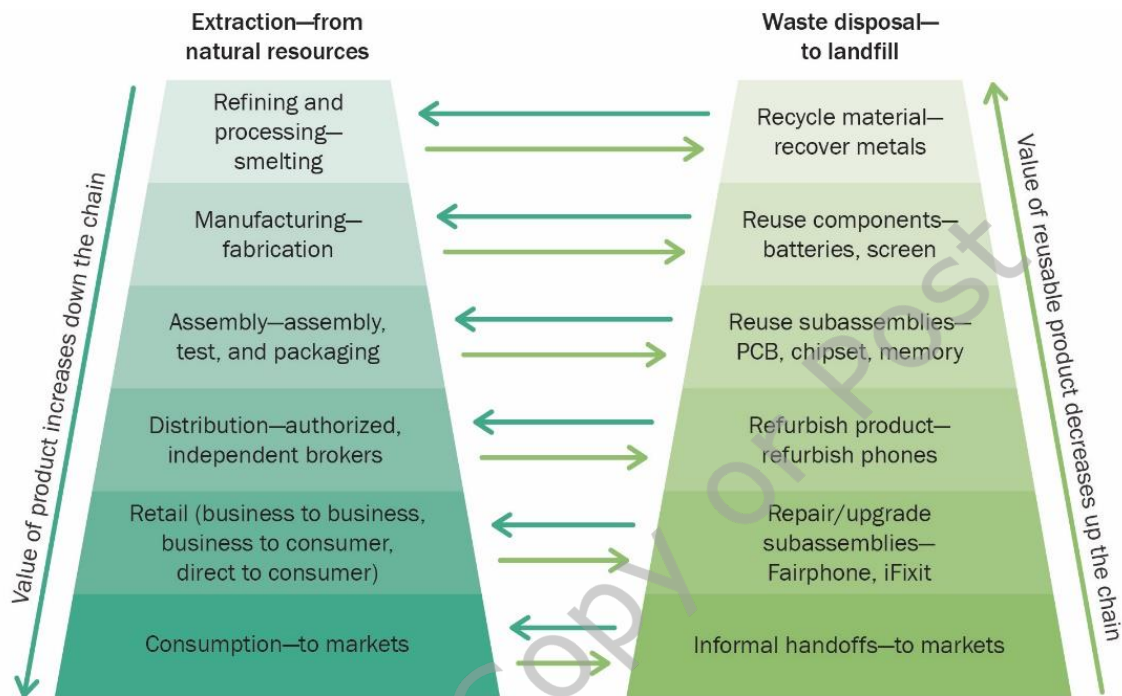 Extraction—from
natural resources
Waste disposal—
to landfill
Value of product increases down the chain
Refining and
processing—
smelting
Recycle material—
recover metals
Manufacturing—
fabrication
Reuse components—
batteries, screen
Assembly—assembly,
test, and packaging
Reuse subassemblies—
PCB, chipset, memory
Distribution—authorized,
independent brokers
Refurbish product—
refurbish phones
Retail (business to business,
business to consumer,
direct to consumer)
Repair/upgrade
subassemblies—
Fairphone, iFixit
Consumption—to markets
Informal handoffs—to markets
Value of reusable product decreases up the chain
Copy or Post